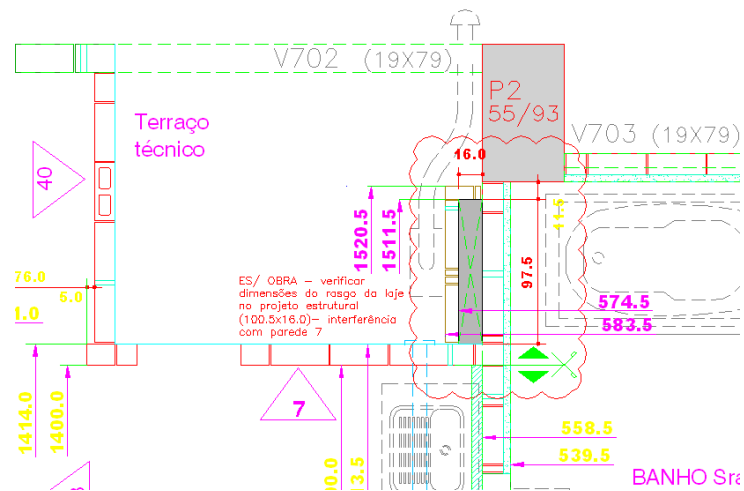 V702 (19X79)
P2
55/93
V703 (19X79)
Terraço
técnico
40
16.0
1520.5
1511.5
41.5
97.5
76.0
5.0
1.0
ES/ OBRA – verificar
dimensões do rasgo da laje
no projeto estrutural
(100.5x16.0)– interferência
com parede 7
574.5
583.5
1414.0
1400.0
7
00.0
13.5
558.5
539.5
BANHO Sra